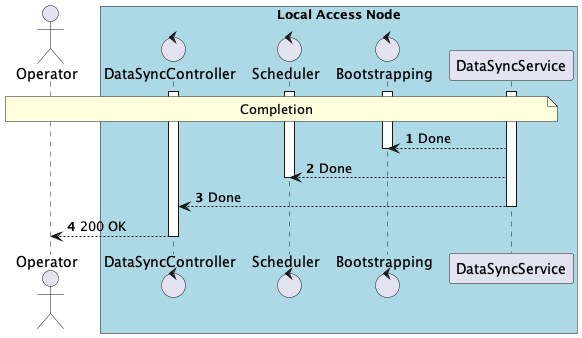 Local Access Node
Operator
DataSyncController
Scheduler
Bootstrapping
DataSyncService
Completion
1 Done
2 Done
3 Done
4 200 OK
Operator
DataSyncController
Scheduler
Bootstrapping
DataSyncService